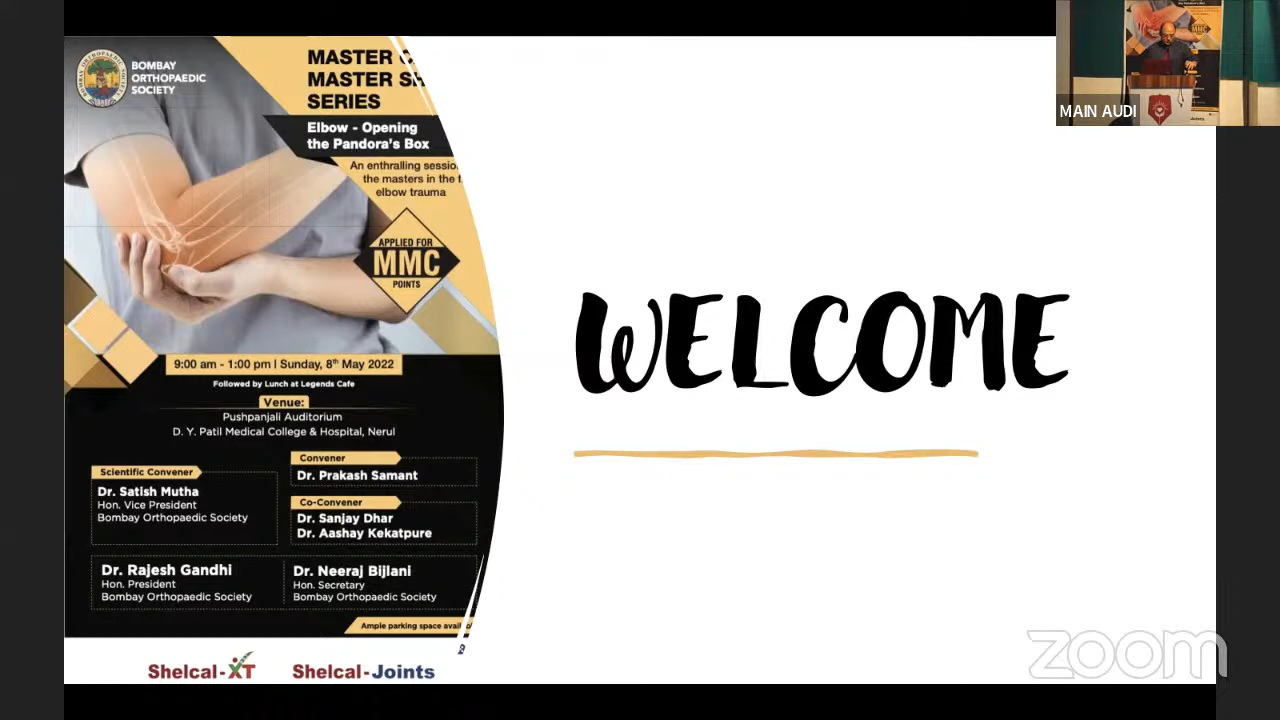 BOMBAY
ORTHOPAEDIC
SOCIETY
MASTER
MASTER
SERIES
Elbow - Opening
the Pandora's Box
An enthralling
the masters in the
elbow trauma
APPLIED FOR
MMC
POINTS
9:00 am - 1:00 pm I Sunday, 8th May 2022
Followed by Lunch at Legends Cafe
Venue:
Pushpanjali Auditorium
D. Y. Patil Medical College & Hospital, Nerul
Scientific Convener
Dr. Satish Mutha
Hon. Vice President
Bombay Orthopaedic Society
Convener
Dr. Prakash Samant
Co-Convener
Dr. Sanjay Dhar
Dr. Aashay Kekatpure
Dr. Rajesh Gandhi
Hon. President
Bombay Orthopaedic Society
Dr. Neeraj Bijlani
Hon. Secretary
Bombay Orthopaedic Society
Ample parking space
Shelcal-XT
Shelcal-Joints
WELCOME
MMC
MAIN AUDI
zoom